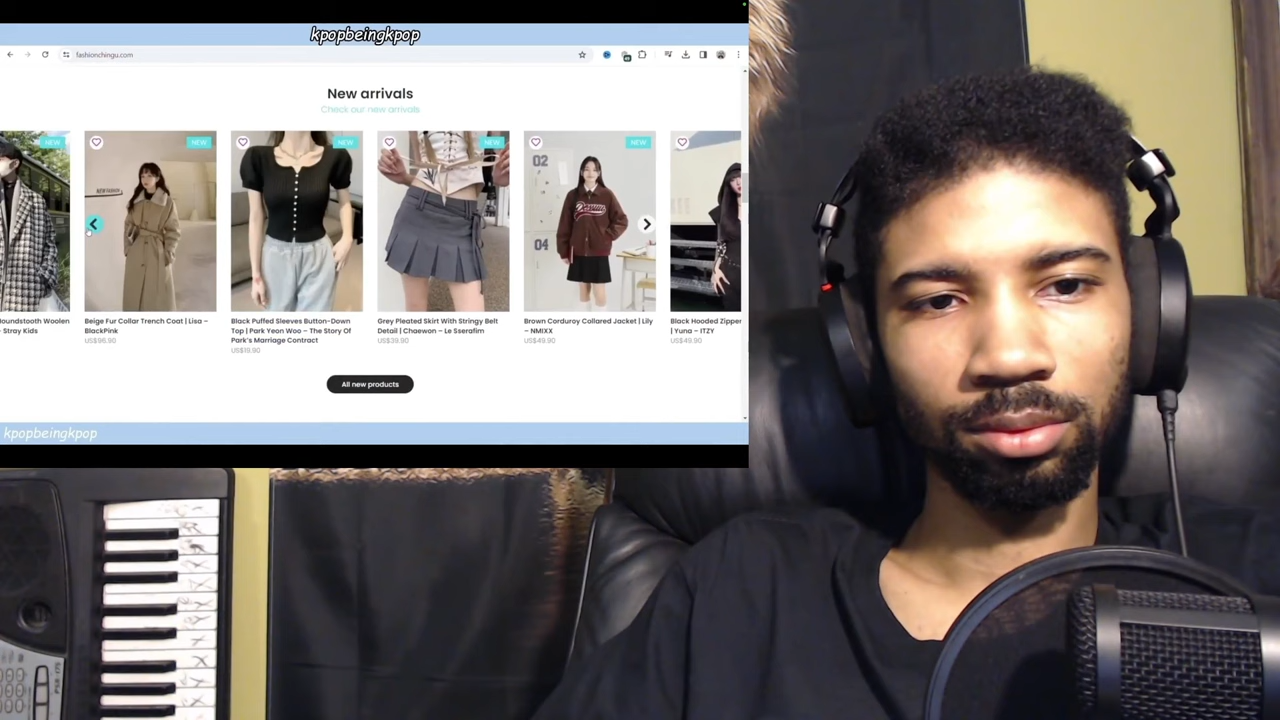 kpopbeingkpop
fashionchingu.com
New arrivals
Check our new arrivals
NEW
NEW
NEW
NEW
NEW
02
04
oundstooth Woolen
– Stray Kids
Beige Fur Collar Trench Coat | Lisa –
BlackPink
US$96.90
Black Puffed Sleeves Button-Down
Top | Park Yeon Woo – The Story Of
Park's Marriage Contract
US$19.90
Grey Pleated Skirt With Stringy Belt
Detail | Chaewon – Le Sserafim
US$39.90
Brown Corduroy Collared Jacket | Lily
– NMIXX
US$49.90
Black Hooded Zipper
| Yuna – ITZY
US$49.90
All new products
kpopbeingkpop